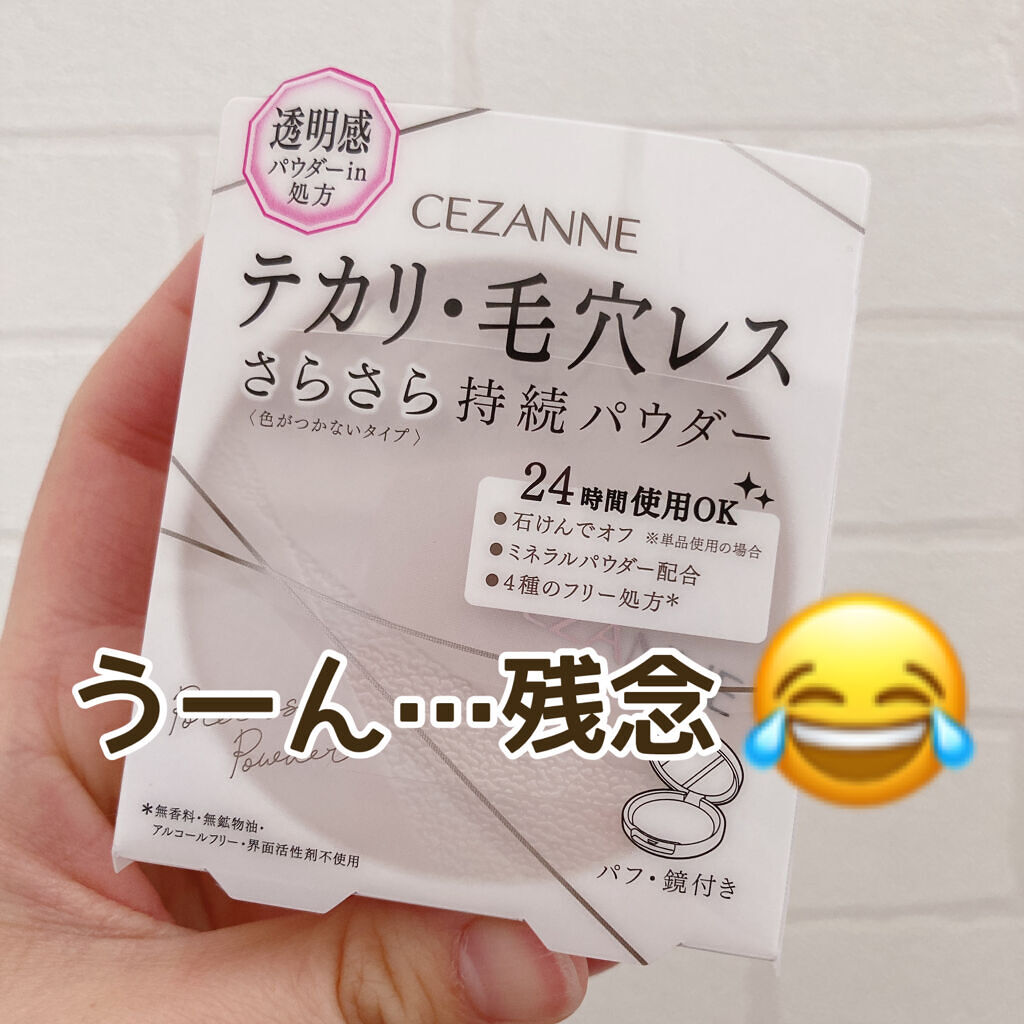 透明感
パウダーin
処方
CEZANNE
テカリ・毛穴レス
さらさら持続パウダー
〈色がつかないタイプ〉
24時間使用OK
●石けんでオフ ※単品使用の場合
●ミネラルパウダー配合
●4種のフリー処方*
うーん…残念😂
Powder
*無香料・無鉱物油・
アルコールフリー・界面活性剤不使用
パフ・鏡付き